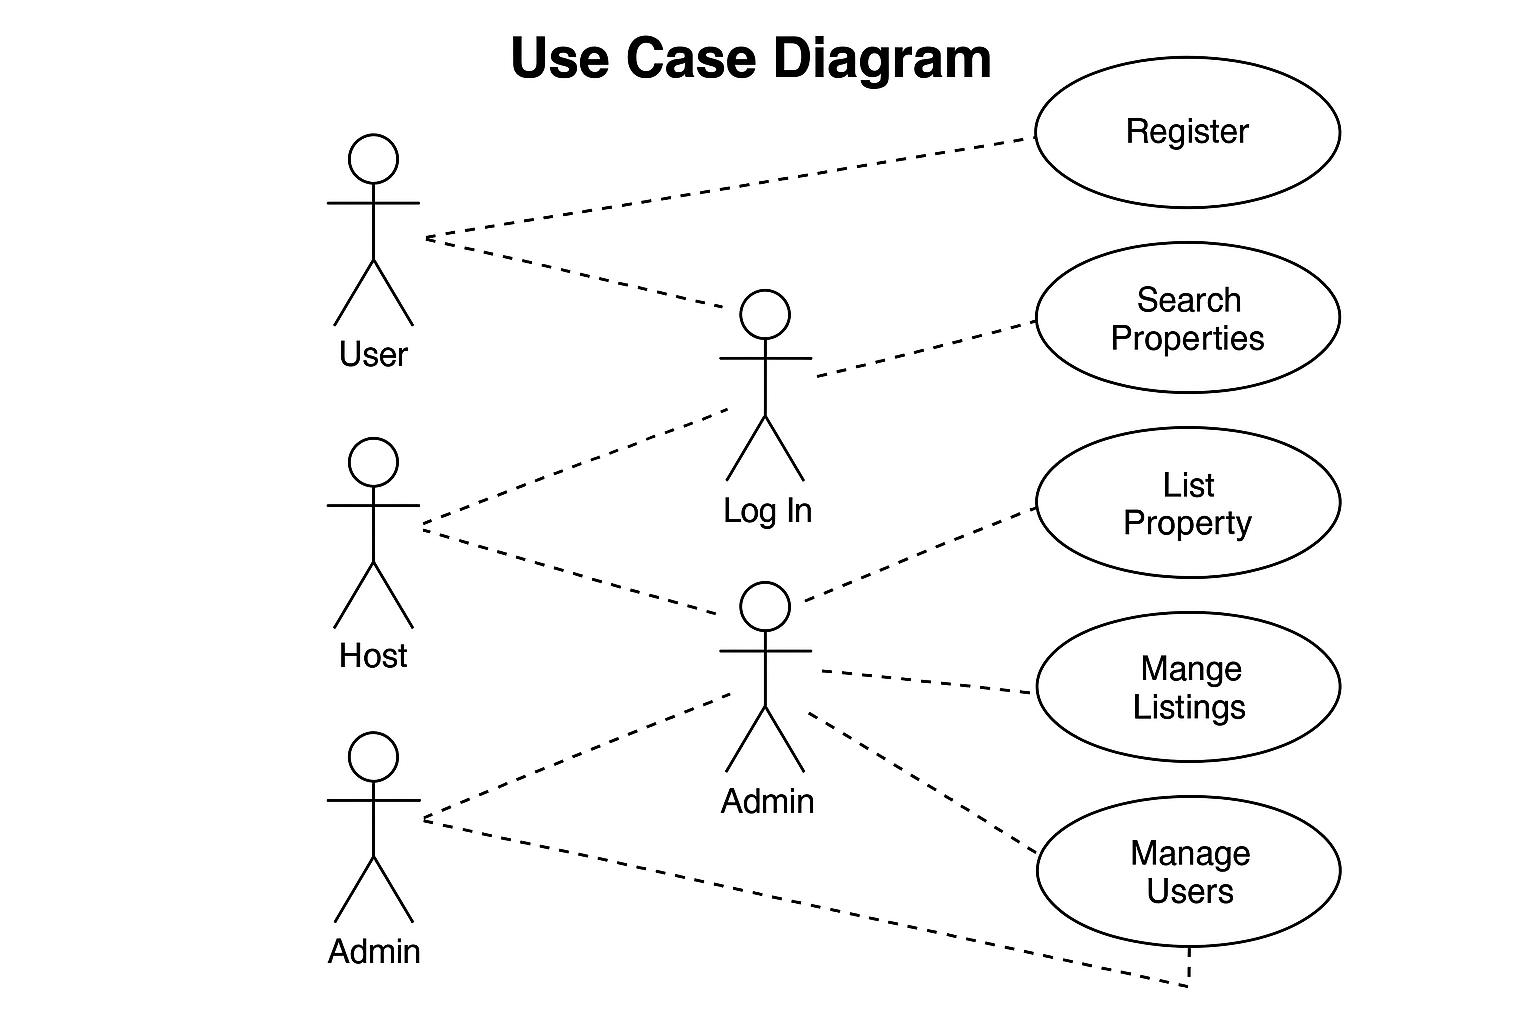 Use Case Diagram
Register
User
Search
Properties
Log In
List
Property
Host
Mange
Listings
Admin
Manage
Users
Admin